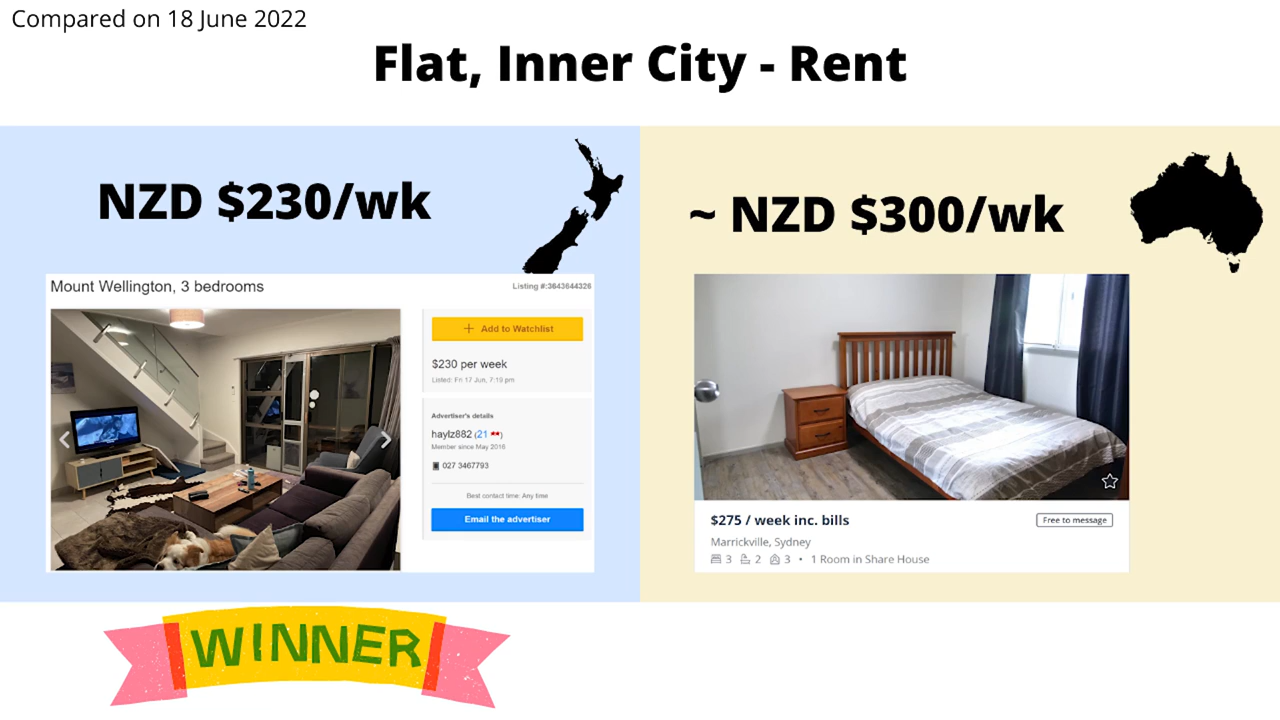 Compared on 18 June 2022
Flat, Inner City - Rent
NZD $230/wk
Mount Wellington, 3 bedrooms
Listing #:3643644326
+ Add to Watchlist
$230 per week
Listed: Fri 17 Jun, 7:19 pm
Advertiser's details
haylz882 (21)
Member since May 2016
027 3467793
Best contact time: Any time
Email the advertiser
~ NZD $300/wk
$275 / week inc. bills
Free to message
Marrickville, Sydney
3 2 3 • 1 Room in Share House
WINNER